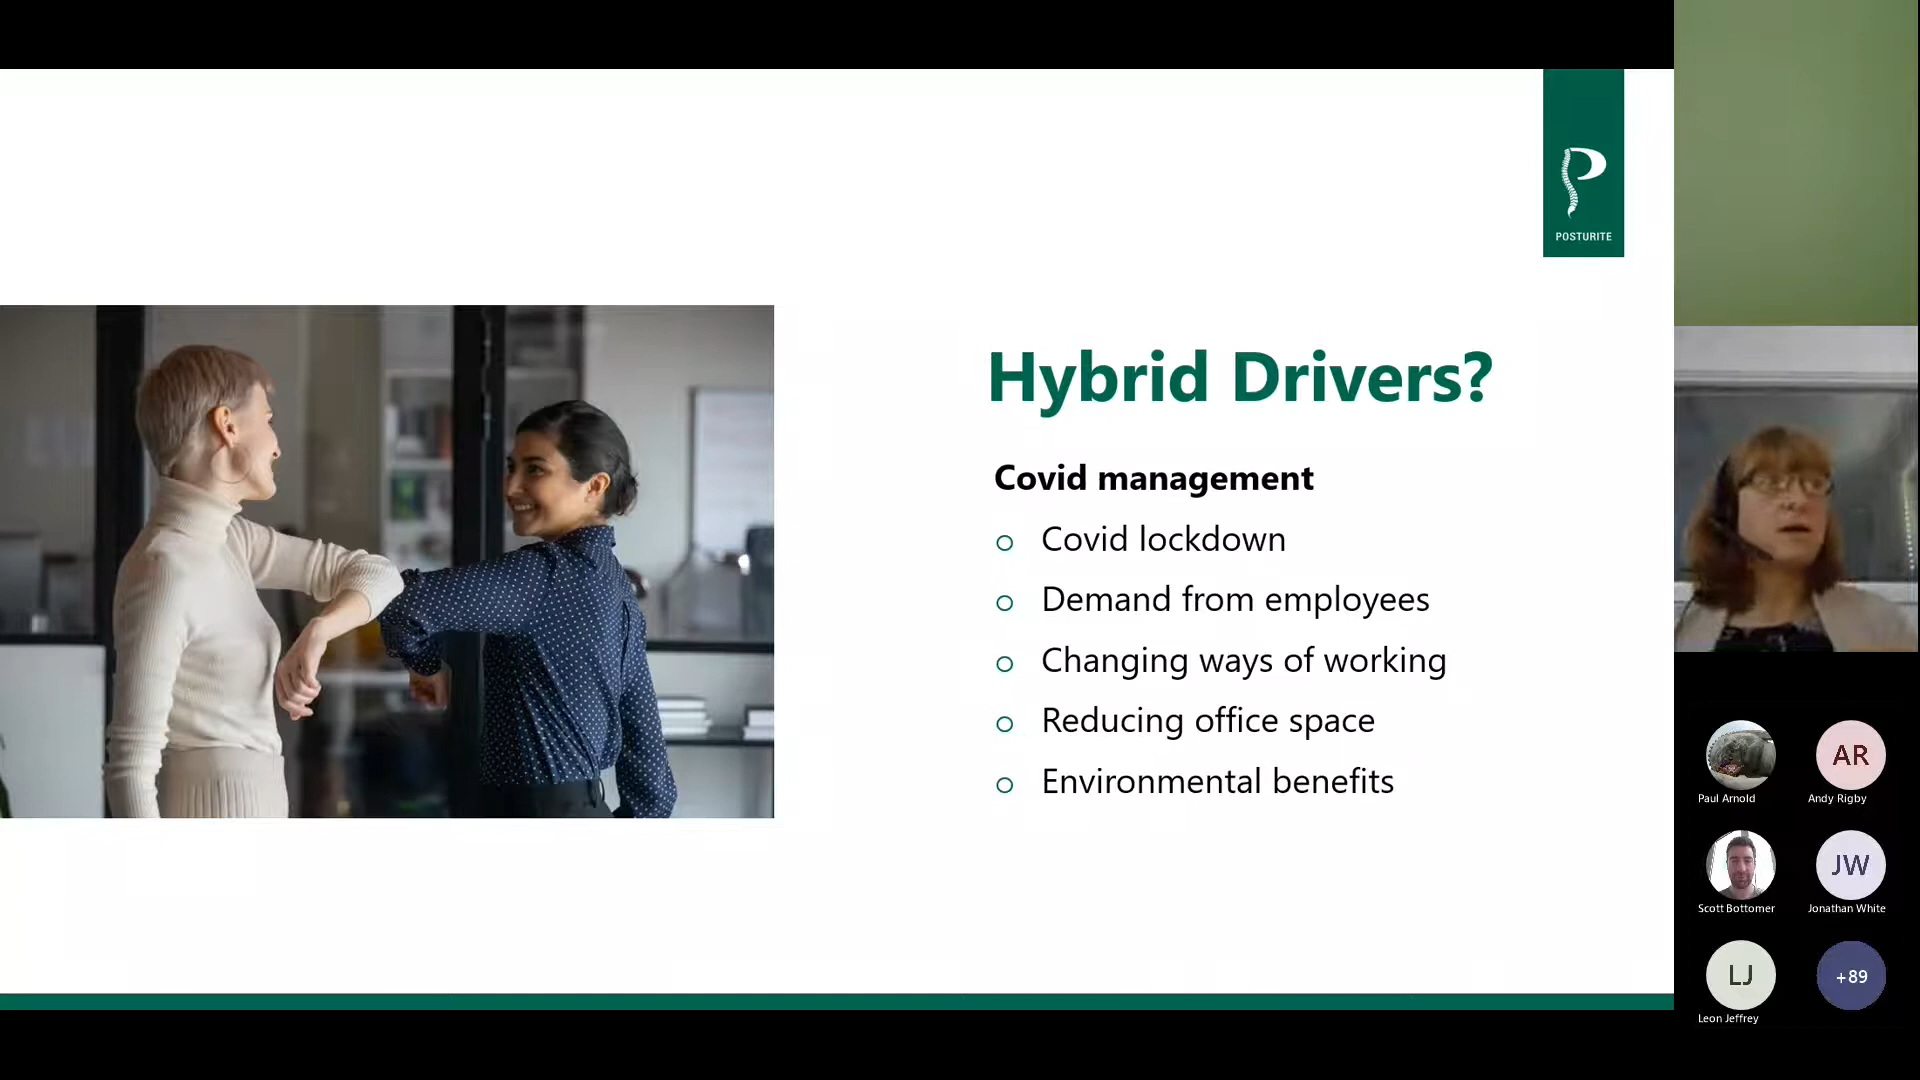 POSTURITE
Hybrid Drivers?
Covid management
Covid lockdown
Demand from employees
Changing ways of working
Reducing office space
Environmental benefits
AR
Paul Arnold
Andy Rigby
JW
Scott Bottomer
Jonathan White
LJ
+89
Leon Jeffrey